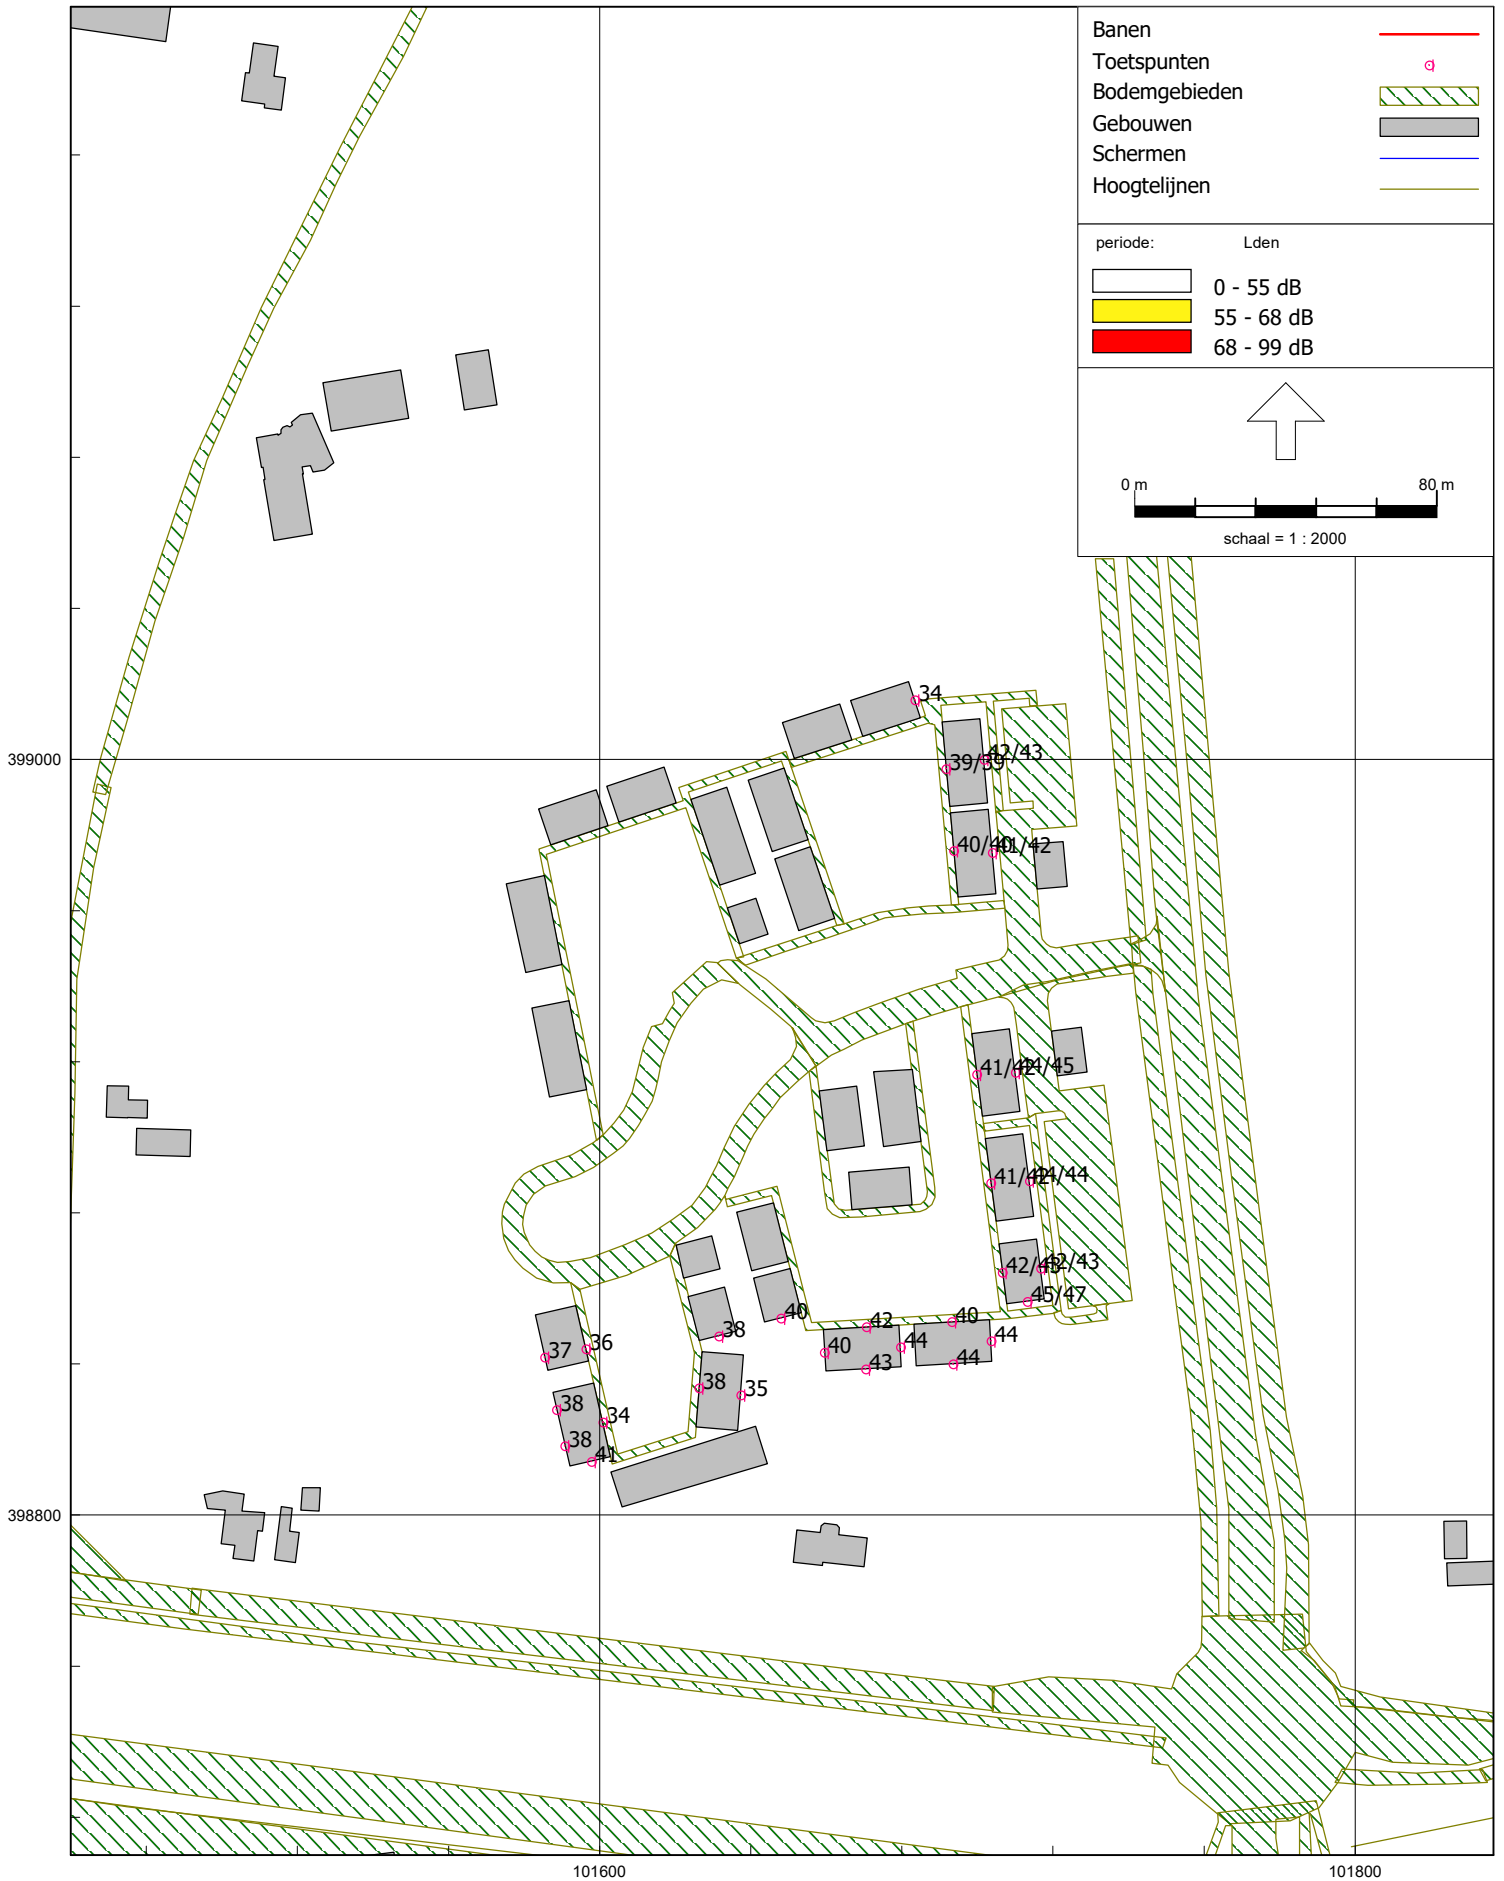 Banen
Toetspunten
Bodemgebieden
Gebouwen
Schermen
Hoogtelijnen
periode: Lden
0 - 55 dB
55 - 68 dB
68 - 99 dB
0 m 80 m
schaal = 1 : 2000
34
399000
42/43
39/39
40/40
41/42
41/42
44/45
41/42
44/44
42/43
42/43
45/47
40
42
40
38
44
44
37
36
40
43
44
38
35
38
34
38
41
398800
101600
101800